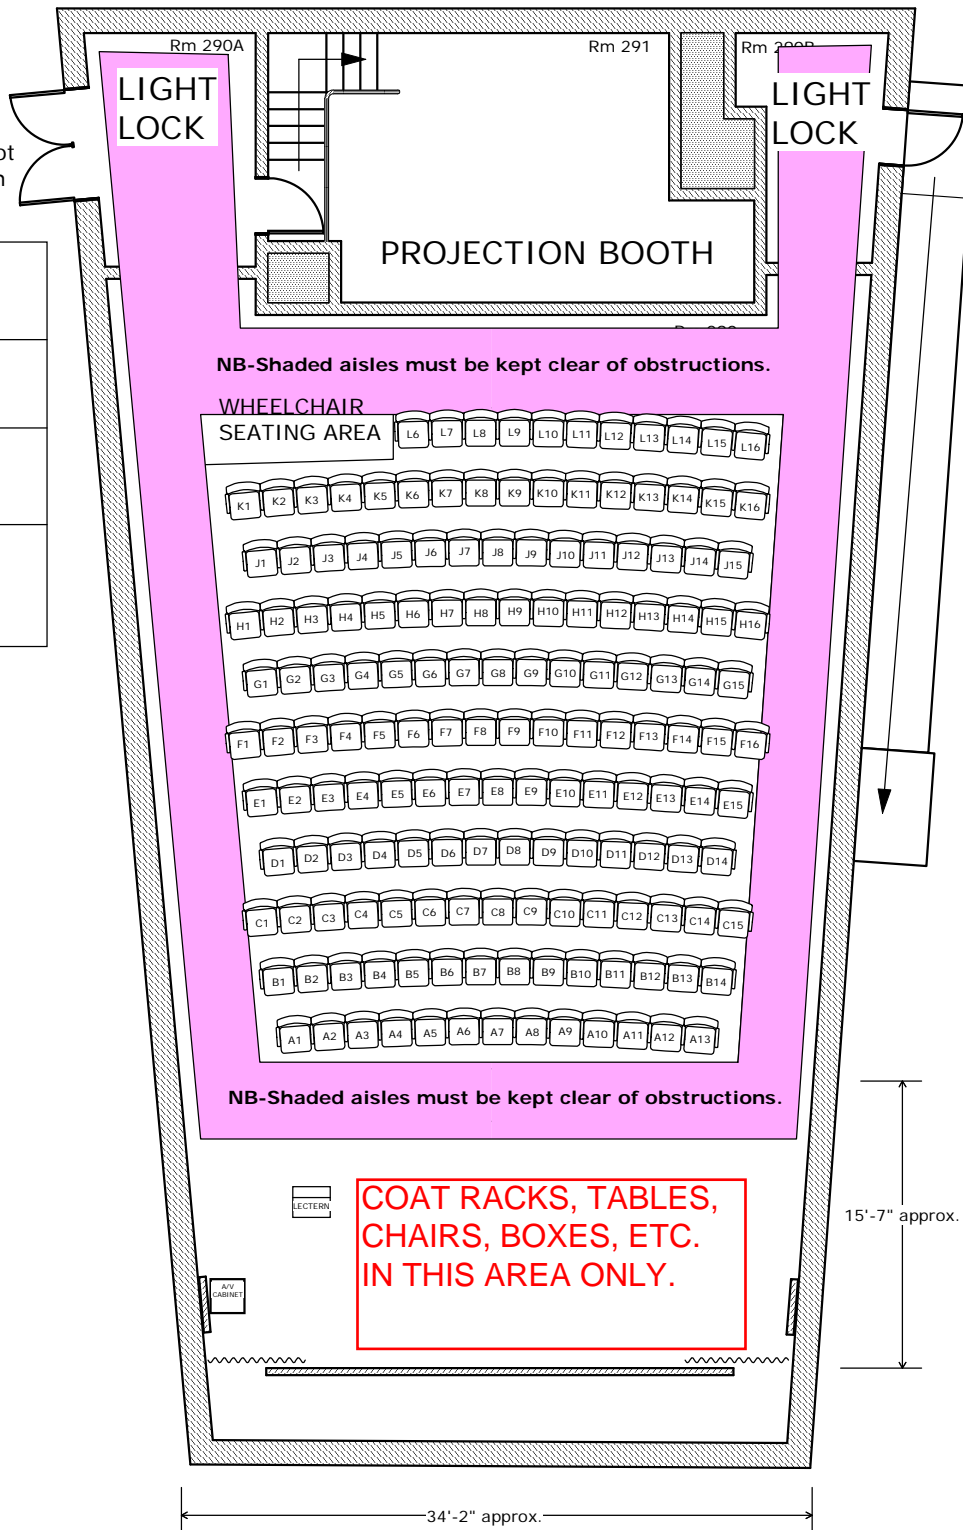 Rm 290A
Rm 291
LIGHT
LOCK
LIGHT
LOCK
PROJECTION BOOTH
NB-Shaded aisles must be kept clear of obstructions.
WHEELCHAIR
SEATING AREA
L6 L7 L8 L9 L10 L11 L12 L13 L14 L15 L16
K1 K2 K3 K4 K5 K6 K7 K8 K9 K10 K11 K12 K13 K14 K15 K16
J1 J2 J3 J4 J5 J6 J7 J8 J9 J10 J11 J12 J13 J14 J15
H1 H2 H3 H4 H5 H6 H7 H8 H9 H10 H11 H12 H13 H14 H15 H16
G1 G2 G3 G4 G5 G6 G7 G8 G9 G10 G11 G12 G13 G14 G15
F1 F2 F3 F4 F5 F6 F7 F8 F9 F10 F11 F12 F13 F14 F15 F16
E1 E2 E3 E4 E5 E6 E7 E8 E9 E10 E11 E12 E13 E14 E15
D1 D2 D3 D4 D5 D6 D7 D8 D9 D10 D11 D12 D13 D14
C1 C2 C3 C4 C5 C6 C7 C8 C9 C10 C11 C12 C13 C14 C15
B1 B2 B3 B4 B5 B6 B7 B8 B9 B10 B11 B12 B13 B14
A1 A2 A3 A4 A5 A6 A7 A8 A9 A10 A11 A12 A13
NB-Shaded aisles must be kept clear of obstructions.
LECTERN
COAT RACKS, TABLES,
CHAIRS, BOXES, ETC.
IN THIS AREA ONLY.
15'-7" approx.
A/V
CABINET
34'-2" approx.